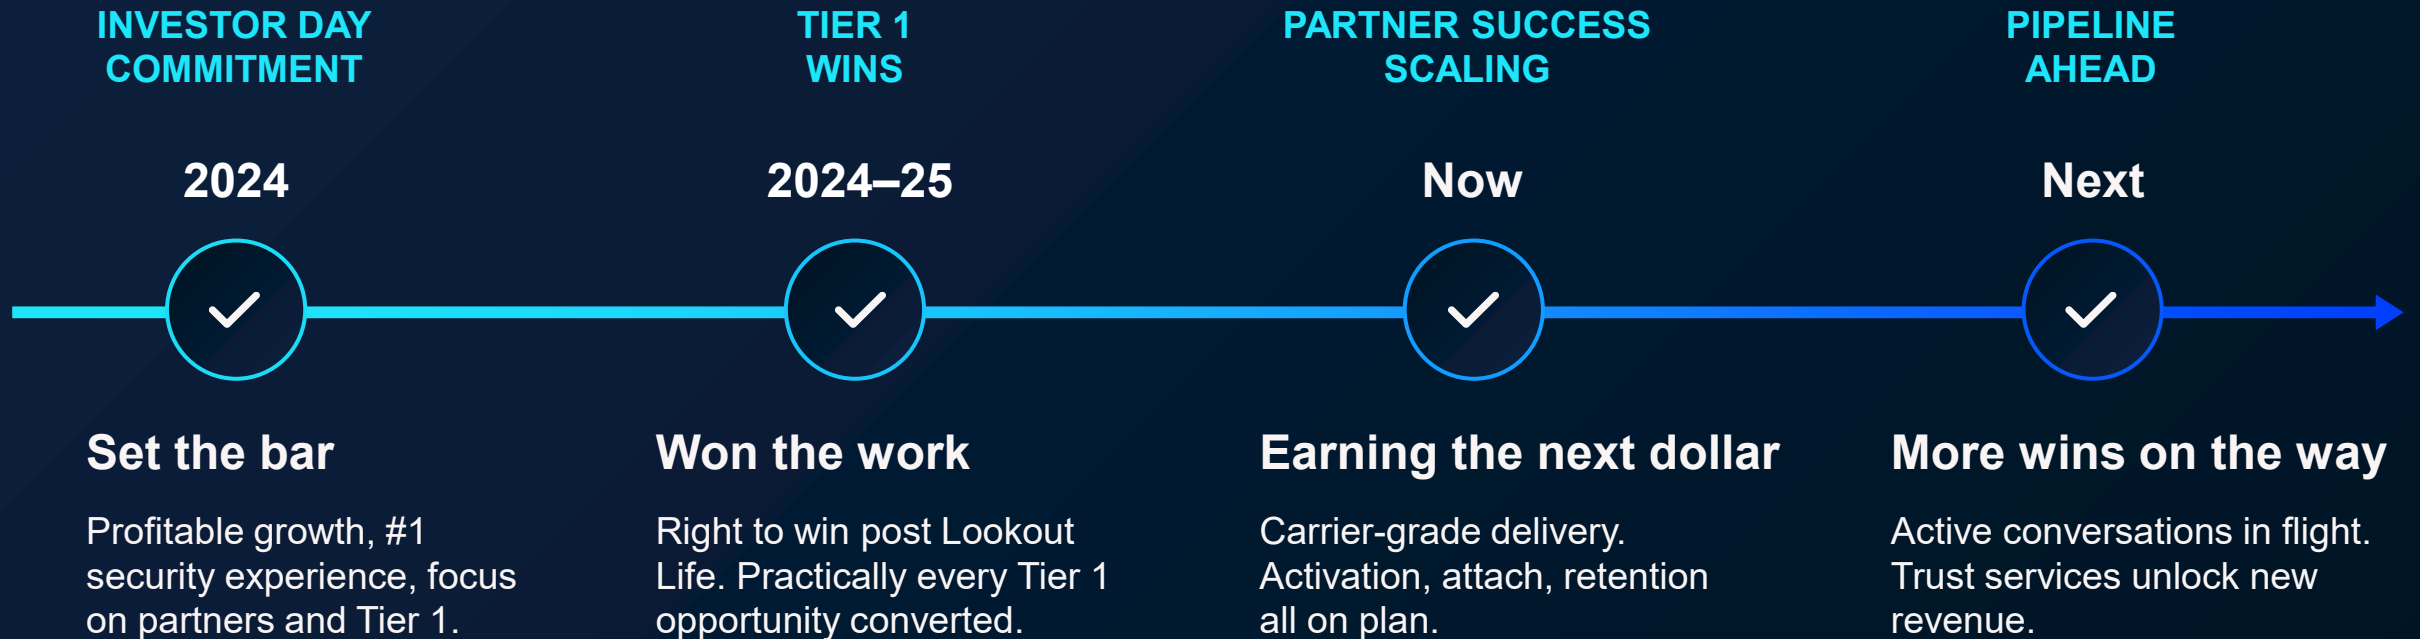 INVESTOR DAY
COMMITMENT
2024
Set the bar
Profitable growth, #1
security experience, focus
on partners and Tier 1.
TIER 1
WINS
2024–25
Won the work
Right to win post Lookout
Life. Practically every Tier 1
opportunity converted.
PARTNER SUCCESS
SCALING
Now
Earning the next dollar
Carrier-grade delivery.
Activation, attach, retention
all on plan.
PIPELINE
AHEAD
Next
More wins on the way
Active conversations in flight.
Trust services unlock new
revenue.